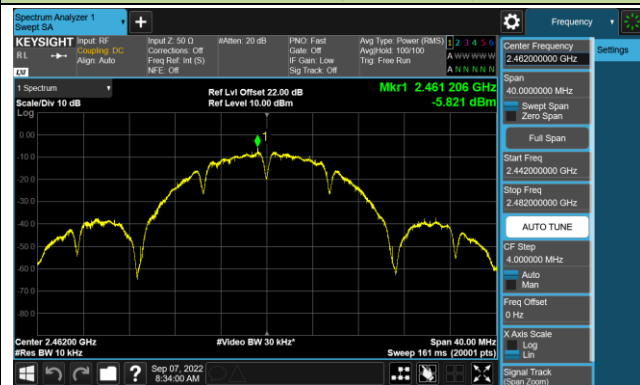 Spectrum Analyzer 1
Swept SA
Frequency
KEYSIGHT
RL
Input: RF
Coupling: DC
Align: Auto
Input Z: 50 Ω
Corrections: Off
Freq Ref: Int (S)
NFE: Off
#Atten: 20 dB
PNO: Fast
Gate: Off
IF Gain: Low
Sig Track: Off
Avg Type: Power (RMS)
Avg|Hold: 100/100
Trig: Free Run
1 2 3 4 5 6
A W W W W W
A N N N N N
LXI
1 Spectrum
Scale/Div 10 dB
Ref Lvl Offset 22.00 dB
Ref Level 10.00 dBm
Mkr1 2.461 206 GHz
-5.821 dBm
Log
0.00
-10.0
-20.0
-30.0
-40.0
-50.0
-60.0
-70.0
-80.0
1
Center 2.46200 GHz
#Res BW 10 kHz
#Video BW 30 kHz*
Span 40.00 MHz
Sweep 161 ms (20001 pts)
Sep 07, 2022
8:34:00 AM
Center Frequency
2.462000000 GHz
Span
40.0000000 MHz
Swept Span
Zero Span
Full Span
Start Freq
2.442000000 GHz
Stop Freq
2.482000000 GHz
AUTO TUNE
CF Step
4.000000 MHz
Auto
Man
Freq Offset
0 Hz
X Axis Scale
Log
Lin
Signal Track
(Span Zoom)
Settings